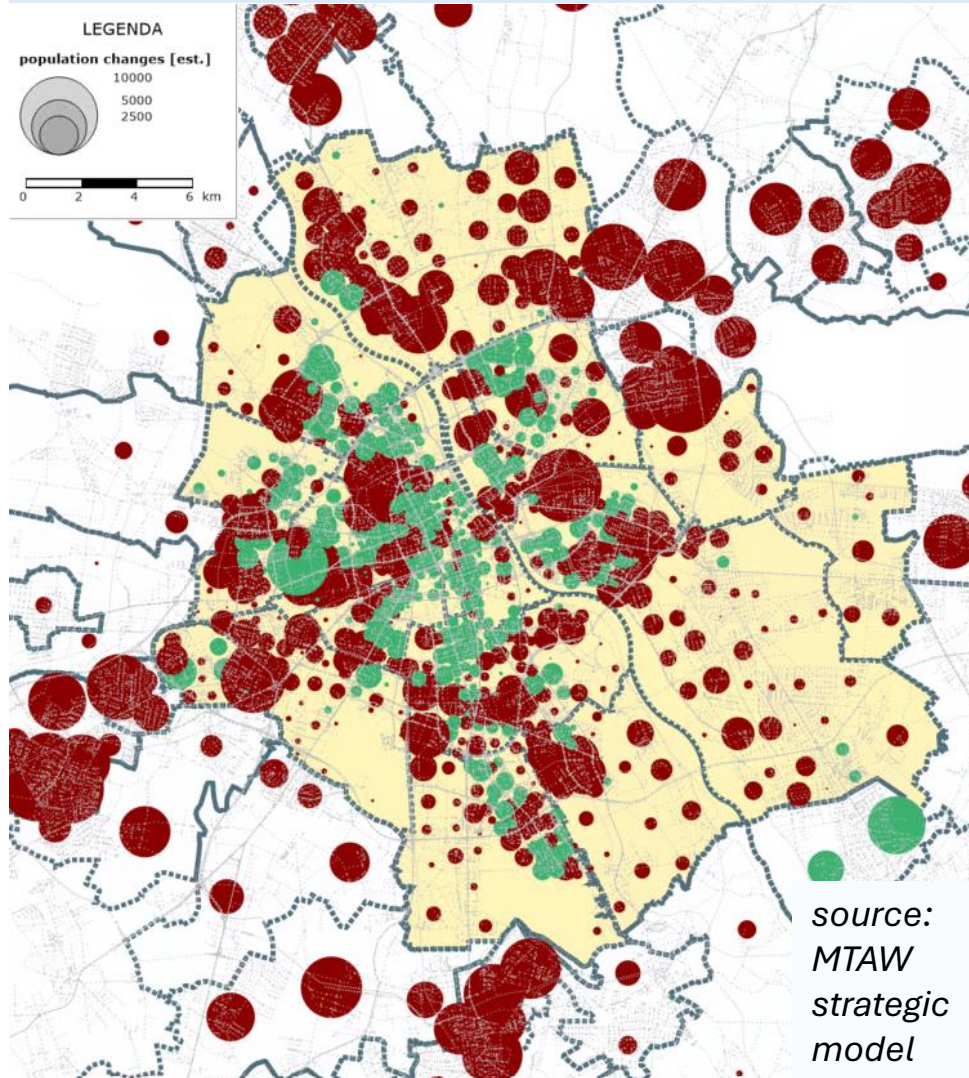 LEGENDA
population changes [est.]
10000
5000
2500
0 2 4 6 km
source:
MTAW
strategic
model